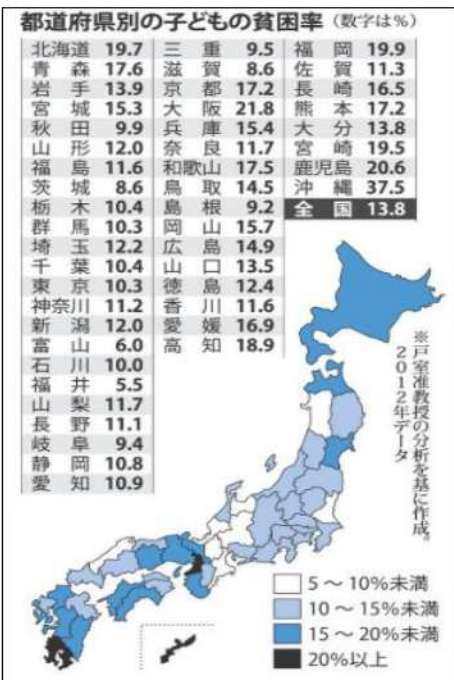 都道府県別の子どもの貧困率（数字は％）
北海道 19.7
青森 17.6
岩手 13.9
宮城 15.3
秋田 9.9
山形 12.0
福島 11.6
茨城 8.6
栃木 10.4
群馬 10.3
埼玉 12.2
千葉 10.4
東京 10.3
神奈川 11.2
新潟 12.0
富山 6.0
石川 10.0
福井 5.5
山梨 11.7
長野 11.1
岐阜 9.4
静岡 10.8
愛知 10.9
三重 9.5
滋賀 8.6
京都 17.2
大阪 21.8
兵庫 15.4
奈良 11.7
和歌山 17.5
鳥取 14.5
島根 9.2
岡山 15.7
広島 14.9
山口 13.5
徳島 12.4
香川 11.6
愛媛 16.9
高知 18.9
福岡 19.9
佐賀 11.3
長崎 16.5
熊本 17.2
大分 13.8
宮崎 19.5
鹿児島 20.6
沖縄 37.5
全国 13.8
※戸室准教授の分析を基に作成。
2012年データ
5〜10％未満
10〜15％未満
15〜20％未満
20％以上